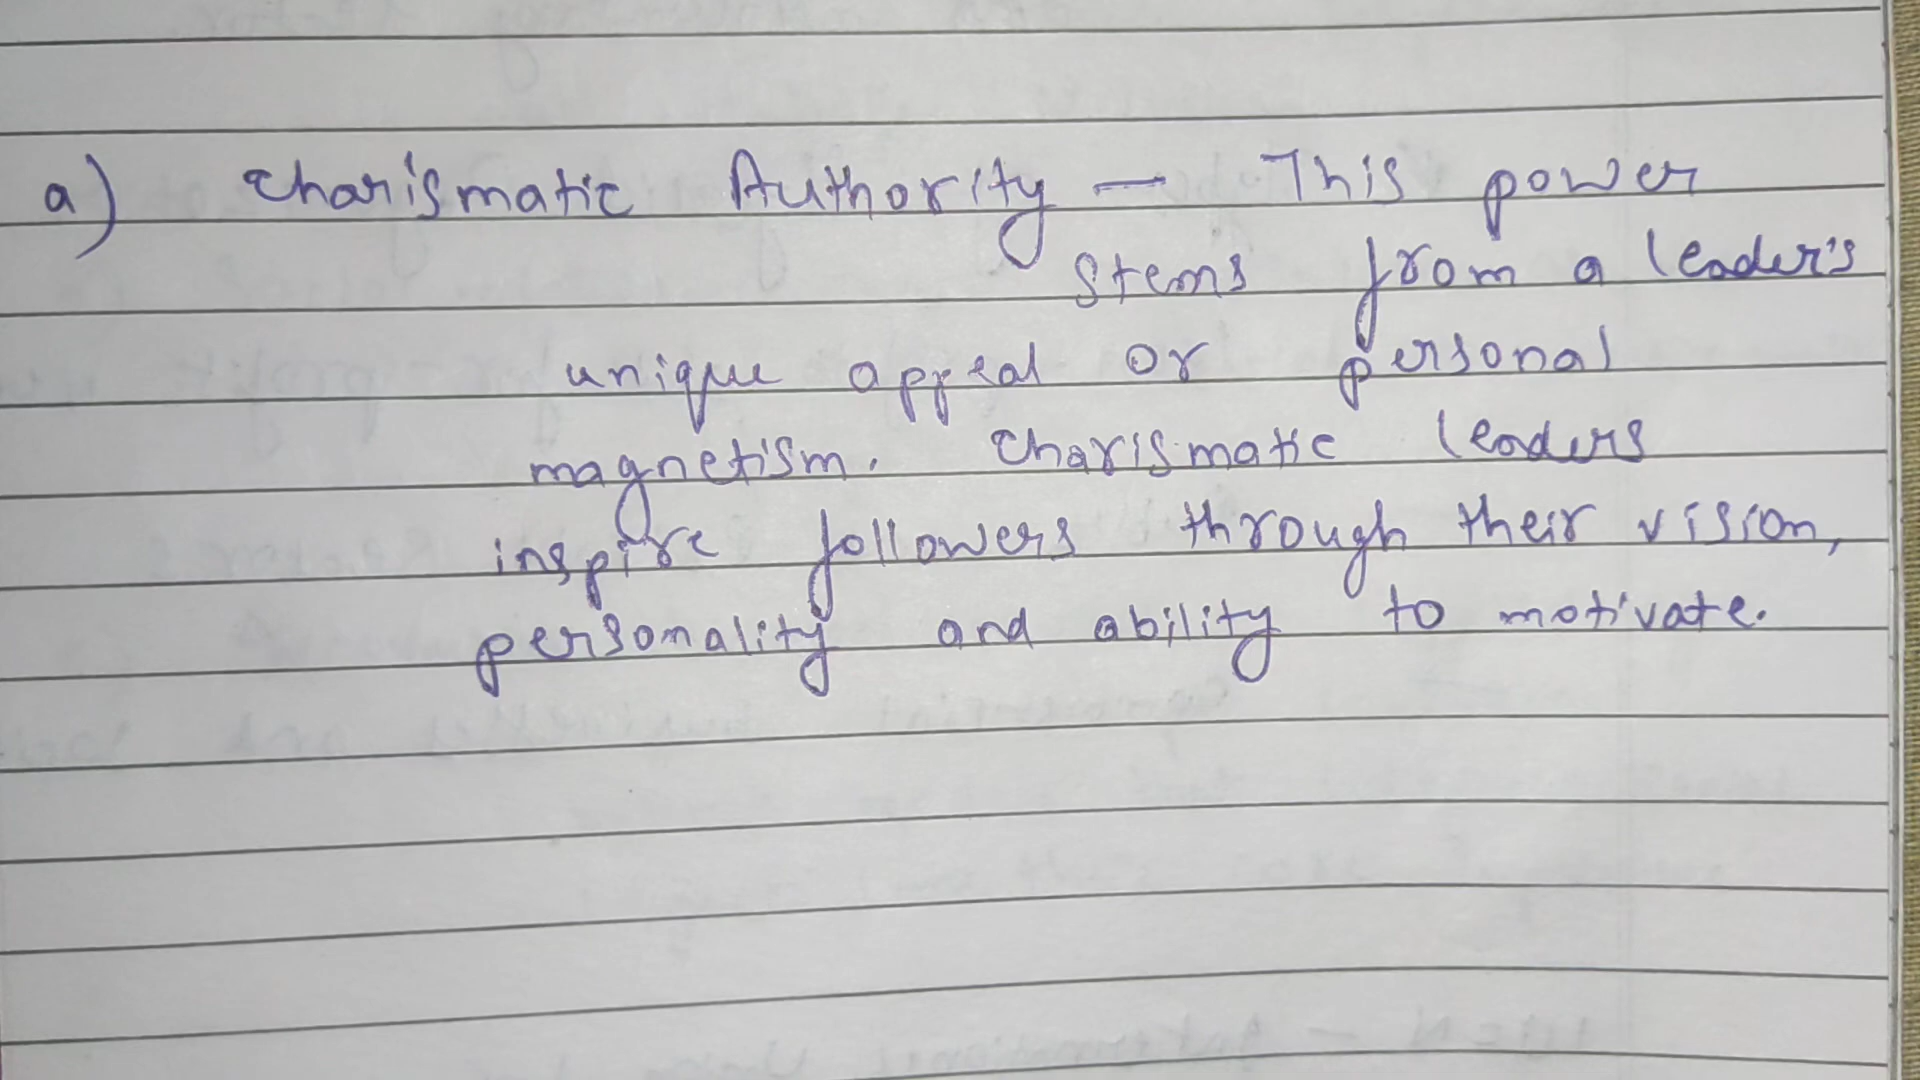 a) Charismatic Authority — This power
stems from a leader's
unique appeal or personal
magnetism. Charismatic leaders
inspire followers through their vision,
personality and ability to motivate.